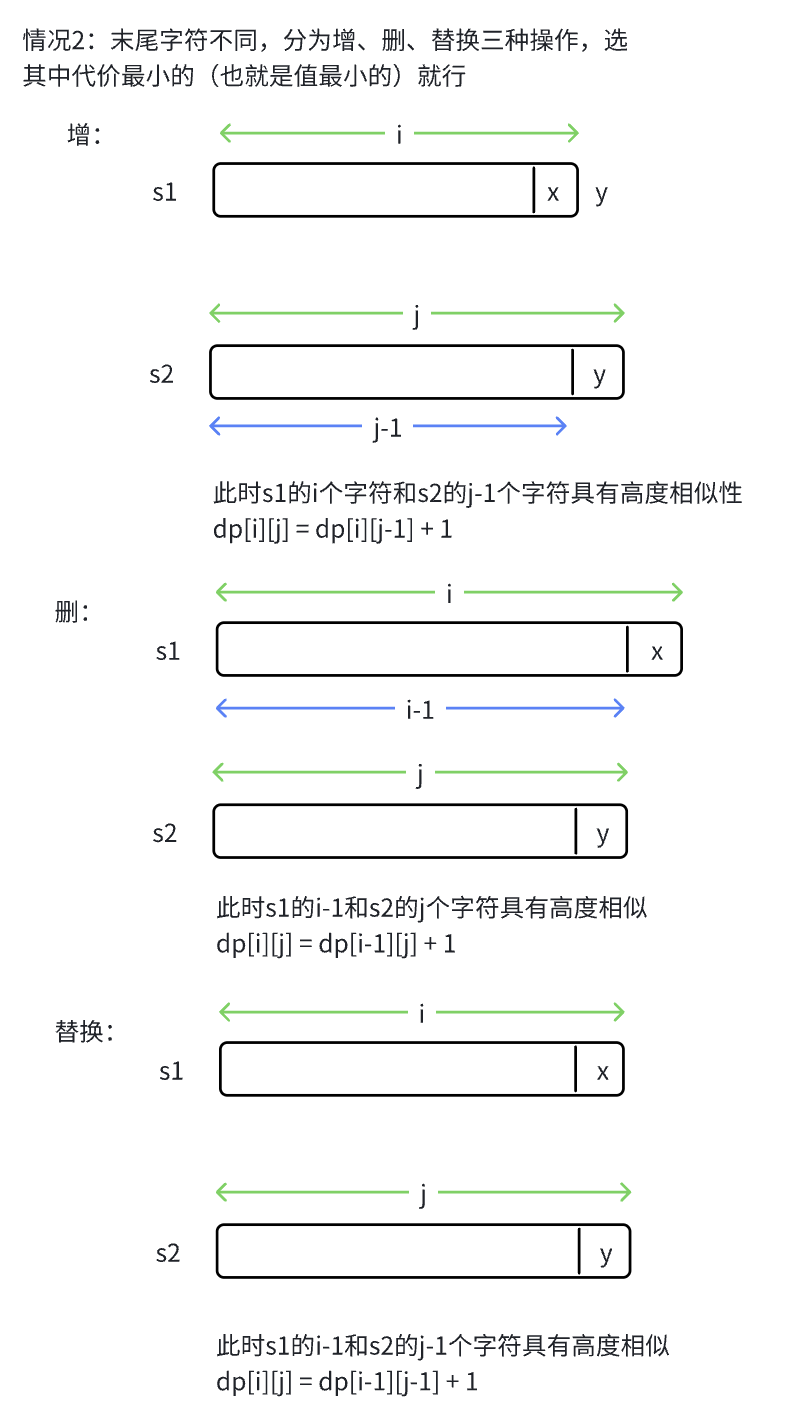 情况2：末尾字符不同，分为增、删、替换三种操作，选
其中代价最小的（也就是值最小的）就行
增：
i
s1
x
y
j
s2
y
j-1
此时s1的i个字符和s2的j-1个字符具有高度相似性
dp[i][j] = dp[i][j-1] + 1
删：
i
s1
x
i-1
j
s2
y
此时s1的i-1和s2的j个字符具有高度相似
dp[i][j] = dp[i-1][j] + 1
替换：
i
s1
x
j
s2
y
此时s1的i-1和s2的j-1个字符具有高度相似
dp[i][j] = dp[i-1][j-1] + 1